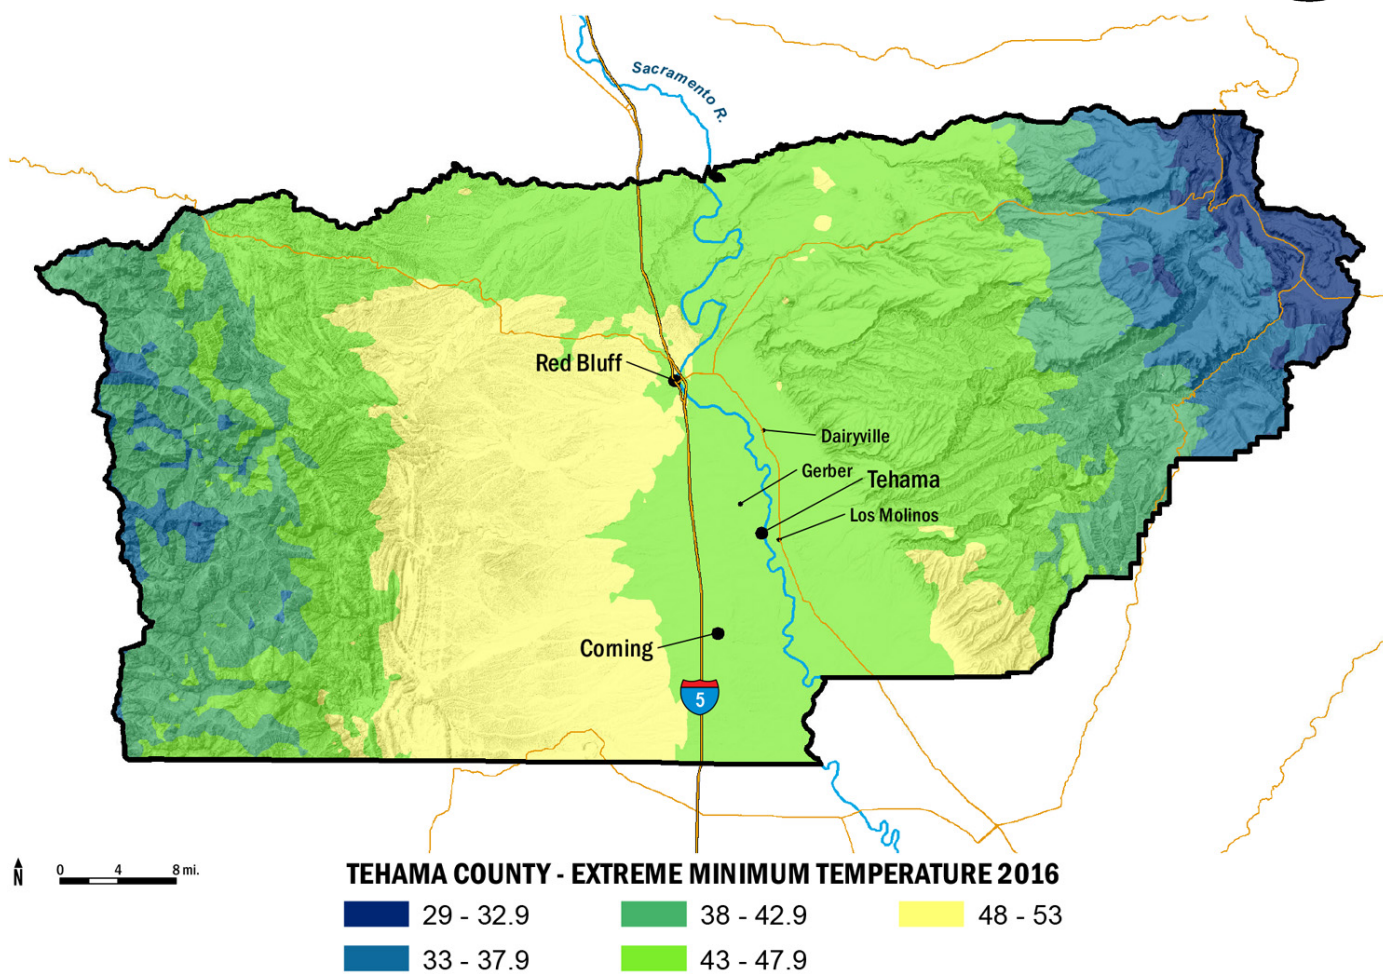 Sacramento R.
Red Bluff
Dairyville
Gerber
Tehama
Los Molinos
Corning
5
N
0 4 8 mi.
TEHAMA COUNTY - EXTREME MINIMUM TEMPERATURE 2016
29 - 32.9
38 - 42.9
48 - 53
33 - 37.9
43 - 47.9